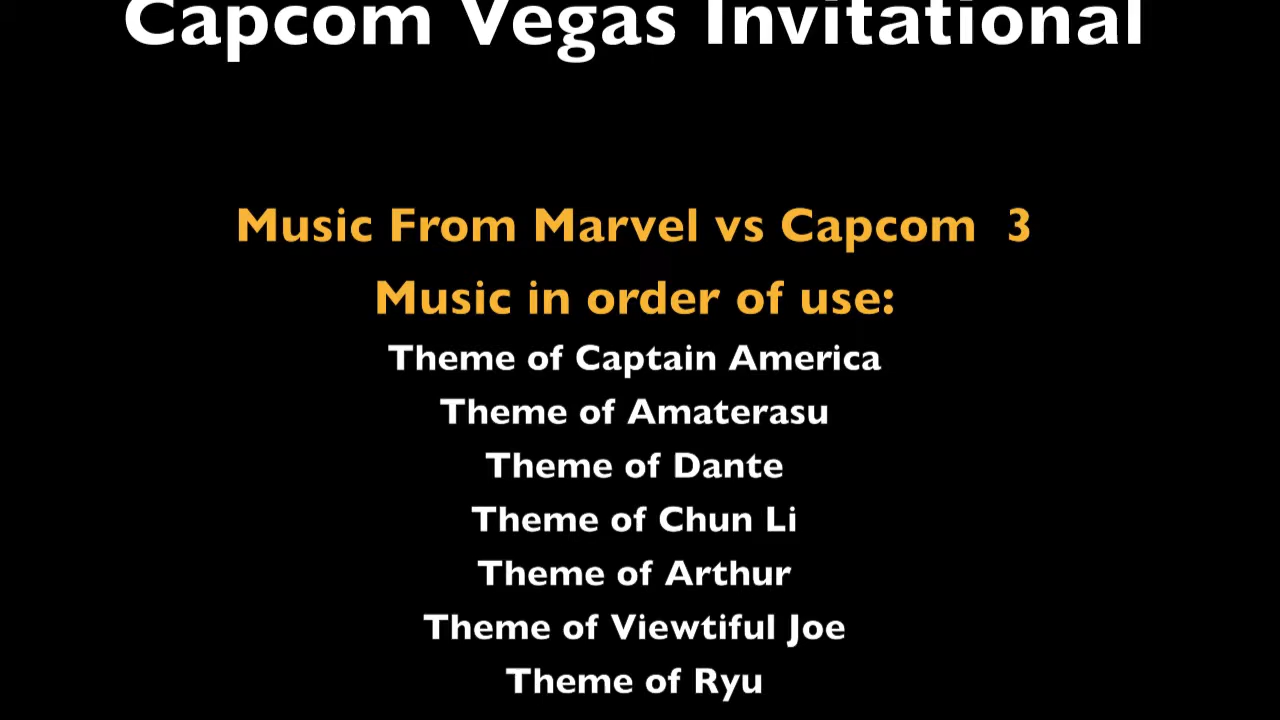 Capcom Vegas Invitational
Music From Marvel vs Capcom 3
Music in order of use:
Theme of Captain America
Theme of Amaterasu
Theme of Dante
Theme of Chun Li
Theme of Arthur
Theme of Viewtiful Joe
Theme of Ryu